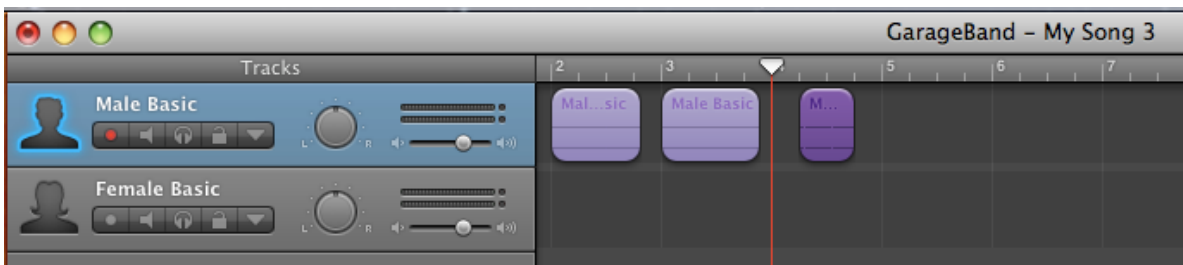 GarageBand – My Song 3
Tracks
2 3 5 6 7
Male Basic
Mal...sic Male Basic M...
L R
Female Basic
L R